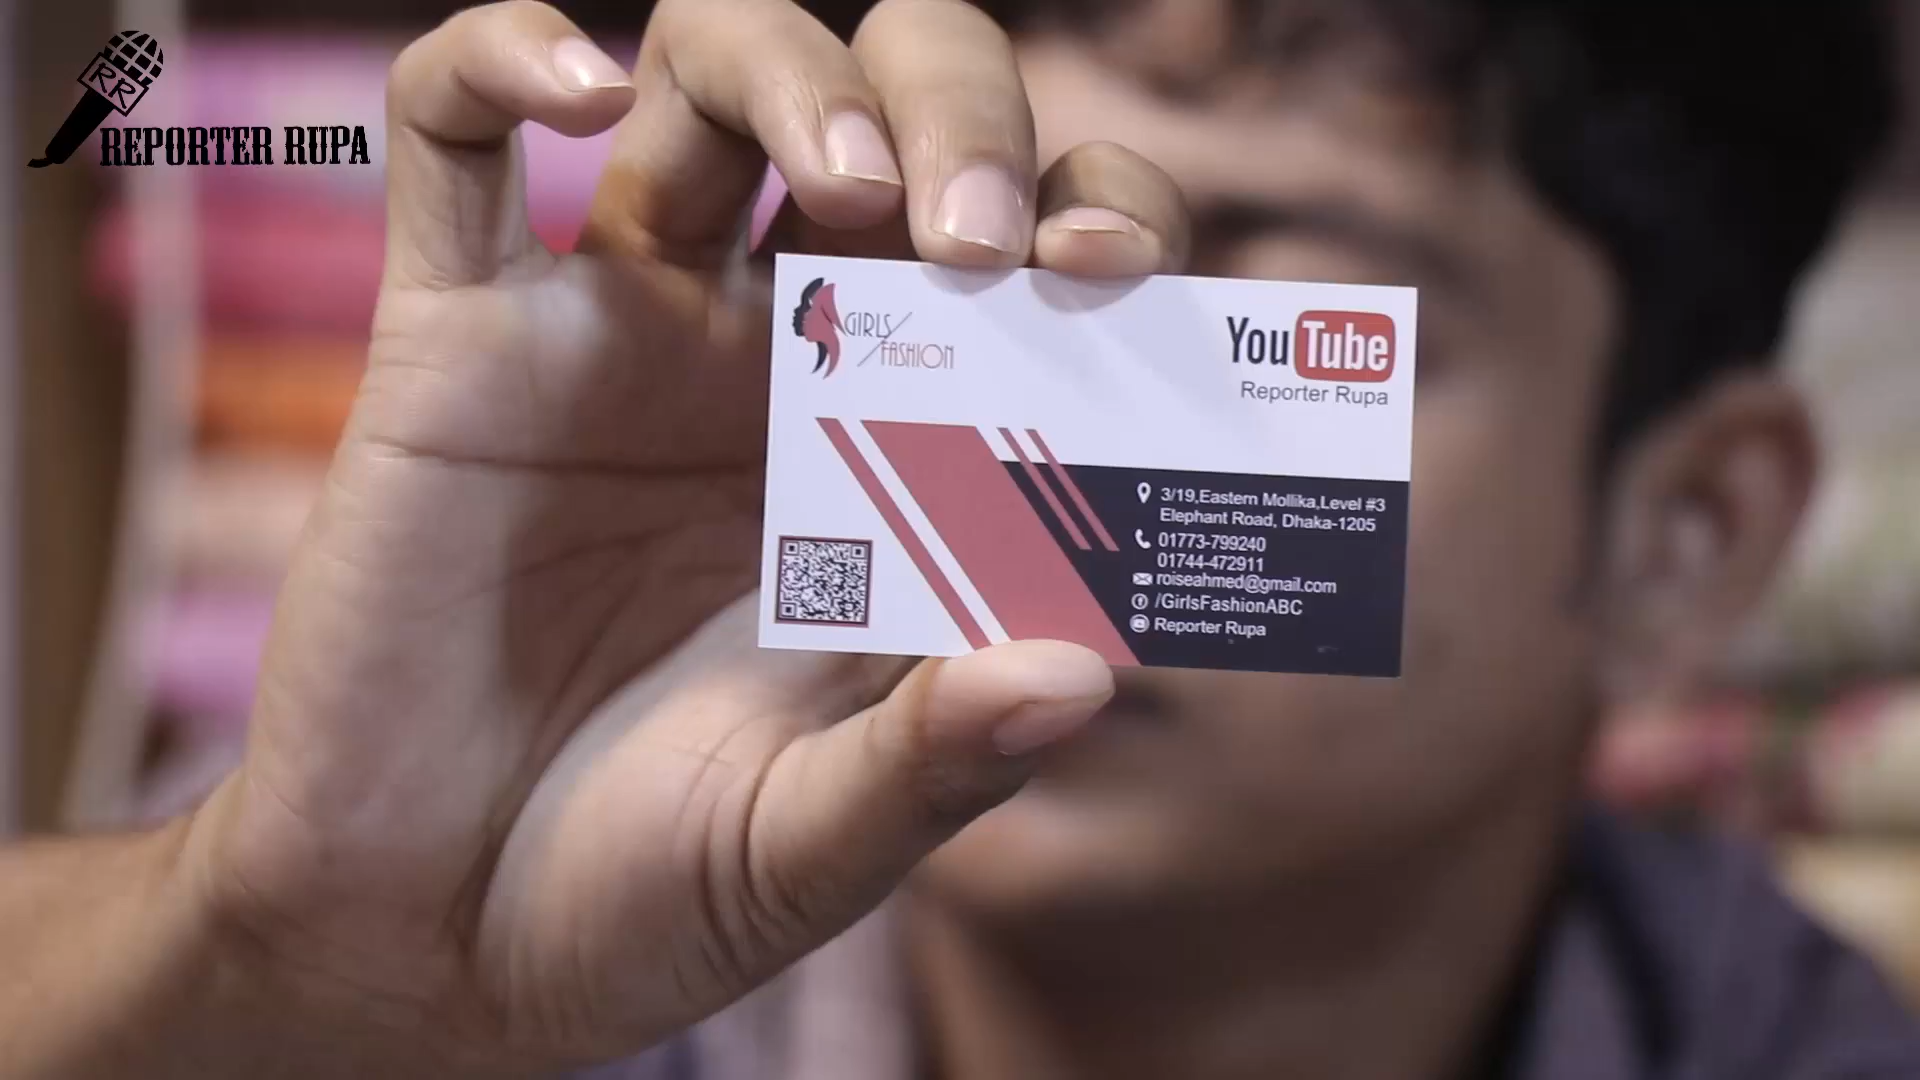 RR
REPORTER RUPA
GIRLS
FASHION
YouTube
Reporter Rupa
3/19,Eastern Mollika,Level #3
Elephant Road, Dhaka-1205
01773-799240
01744-472911
roiseahmed@gmail.com
/GirlsFashionABC
Reporter Rupa